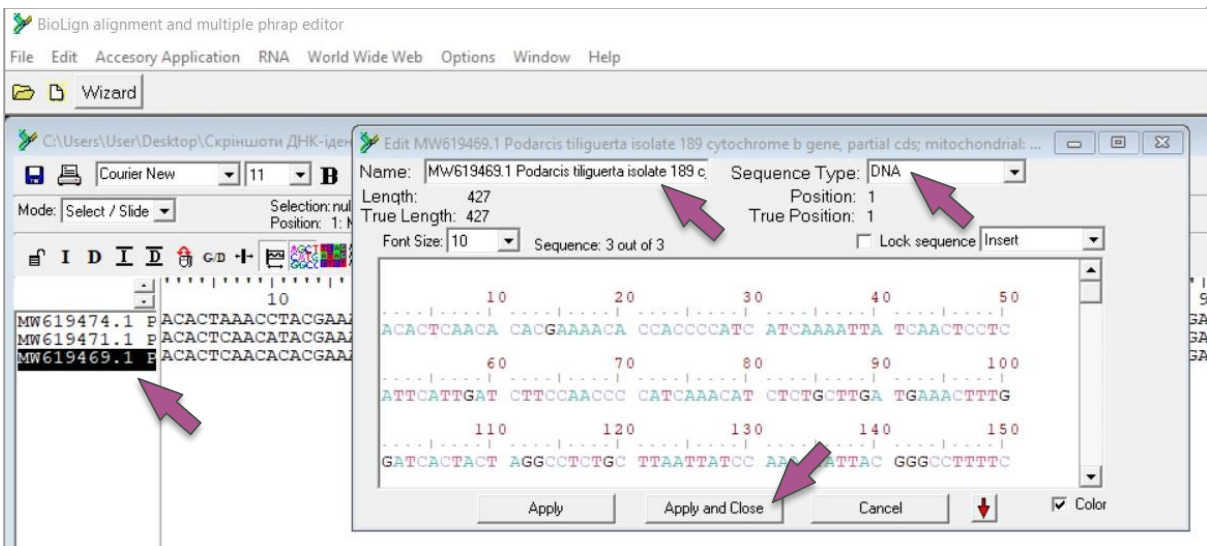 BioLign alignment and multiple phrap editor
File Edit Accesory Application RNA World Wide Web Options Window Help
Wizard
C:\Users\User\Desktop\Скріншоти ДНК-іден
Courier New 11 B
Mode: Select / Slide Selection: nul
Position: 1: M
I D I D G/D
10
MW619474.1 P ACACTAAACCTACGAAA
MW619471.1 P ACACTCAACATACGAAA
MW619469.1 P ACACTCAACACACGAAA
Edit MW619469.1 Podarcis tiliguerta isolate 189 cytochrome b gene, partial cds; mitochondrial: ...
Name: MW619469.1 Podarcis tiliguerta isolate 189 c Sequence Type: DNA
Length: 427 Position: 1
True Length: 427 True Position: 1
Font Size: 10 Sequence: 3 out of 3 Lock sequence Insert
10 20 30 40 50
ACACTCAACA CACGAAAACA CCACCCCATC ATCAAAATTA TCAACTCCTC
60 70 80 90 100
ATTCATTGAT CTTCCAACCC CATCAAACAT CTCTGCTTGA TGAAACTTTG
110 120 130 140 150
GATCACTACT AGGCCTCTGC TTAATTATCC ATTAC GGGCCTTTTC
Apply Apply and Close Cancel Color
9
GA
GA
GA